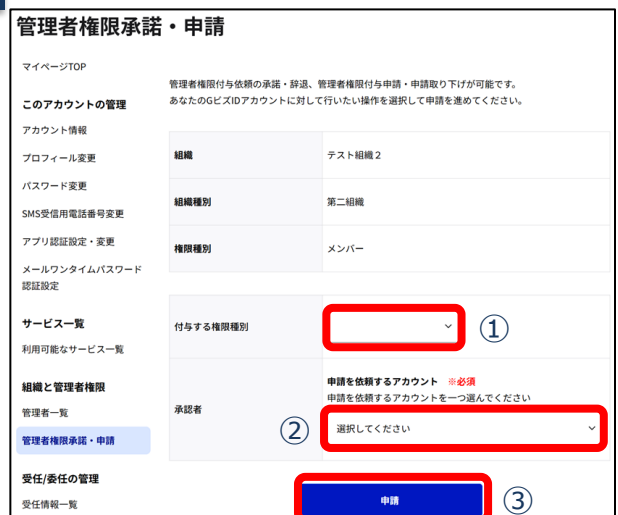 管理者権限承諾・申請
マイページTOP
このアカウントの管理
アカウント情報
プロフィール変更
パスワード変更
SMS受信用電話番号変更
アプリ認証設定・変更
メールワンタイムパスワード
認証設定
サービス一覧
利用可能なサービス一覧
組織と管理者権限
管理者一覧
管理者権限承諾・申請
受任/委任の管理
受任情報一覧
管理者権限付与依頼の承諾・辞退、管理者権限付与申請・申請取り下げが可能です。
あなたのGビズIDアカウントに対して行いたい操作を選択して申請を進めてください。
組織 テスト組織2
組織種別 第二組織
権限種別 メンバー
付与する権限種別 ①
承認者
申請を依頼するアカウント ※必須
申請を依頼するアカウントを一つ選んでください
② 選択してください
申請 ③